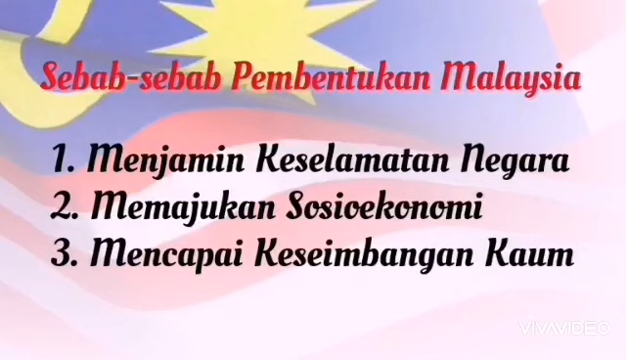 Sebab-sebab Pembentukan Malaysia
1. Menjamin Keselamatan Negara
2. Memajukan Sosioekonomi
3. Mencapai Keseimbangan Kaum
VIVAVIDEO